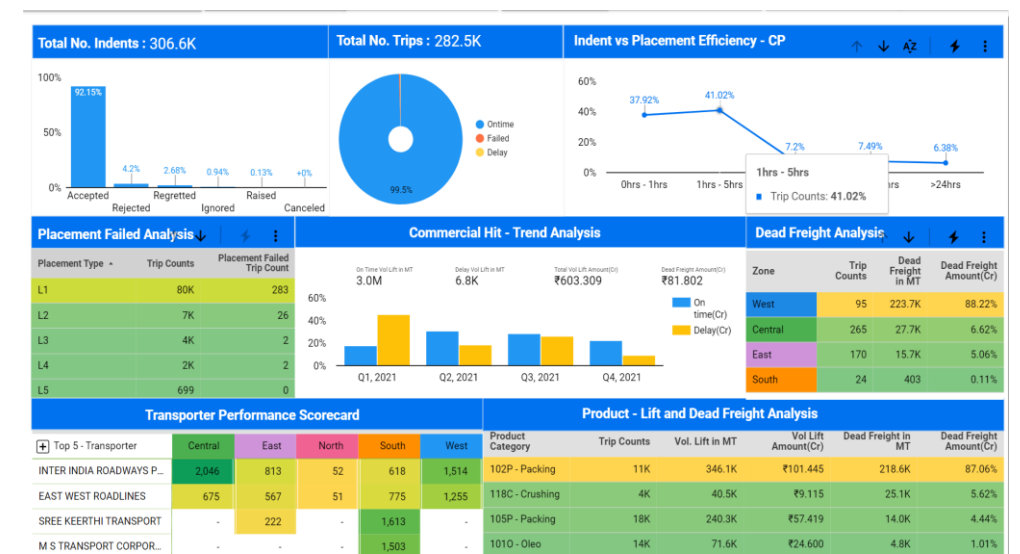 Total No. Indents : 306.6K
100%
50%
0%
92.15%
4.2%
2.68%
0.94%
0.13%
+0%
Accepted
Rejected
Regretted
Ignored
Raised
Canceled
Total No. Trips : 282.5K
99.5%
Ontime
Failed
Delay
Indent vs Placement Efficiency - CP
AZ
60%
40%
20%
0%
37.92%
41.02%
7.2%
7.49%
6.38%
0hrs - 1hrs
1hrs - 5hrs
>24hrs
1hrs - 5hrs
Trip Counts: 41.02%
Placement Failed Analysis
Placement Type Trip Counts Placement Failed
Trip Count
L1 80K 283
L2 7K 26
L3 4K 2
L4 2K 2
L5 699 0
Commercial Hit - Trend Analysis
On Time Vol Lift in MT
3.0M
Delay Vol Lift in MT
6.8K
Total Vol Lift Amount(Cr)
₹603.309
Dead Freight Amount(Cr)
₹81.802
60%
40%
20%
0%
Q1, 2021
Q2, 2021
Q3, 2021
Q4, 2021
On
time(Cr)
Delay(Cr)
Dead Freight Analysis
Zone
Trip
Counts
Dead
Freight
in MT
Dead Freight
Amount(Cr)
West 95 223.7K 88.22%
Central 265 27.7K 6.62%
East 170 15.7K 5.06%
South 24 403 0.11%
Transporter Performance Scorecard
Top 5 - Transporter Central East North South West
INTER INDIA ROADWAYS P... 2,046 813 52 618 1,514
EAST WEST ROADLINES 675 567 51 775 1,255
SREE KEERTHI TRANSPORT - 222 - 1,613 -
M S TRANSPORT CORPOR... - - - 1,503 -
Product - Lift and Dead Freight Analysis
Product
Category
Trip Counts
Vol. Lift in MT
Vol Lift
Amount(Cr)
Dead Freight in
MT
Dead Freight
Amount(Cr)
102P - Packing 11K 346.1K ₹101.445 218.6K 87.06%
118C - Crushing 4K 40.5K ₹9.115 25.1K 5.62%
105P - Packing 18K 240.3K ₹57.419 14.0K 4.44%
101O - Oleo 14K 71.6K ₹24.600 4.8K 1.01%